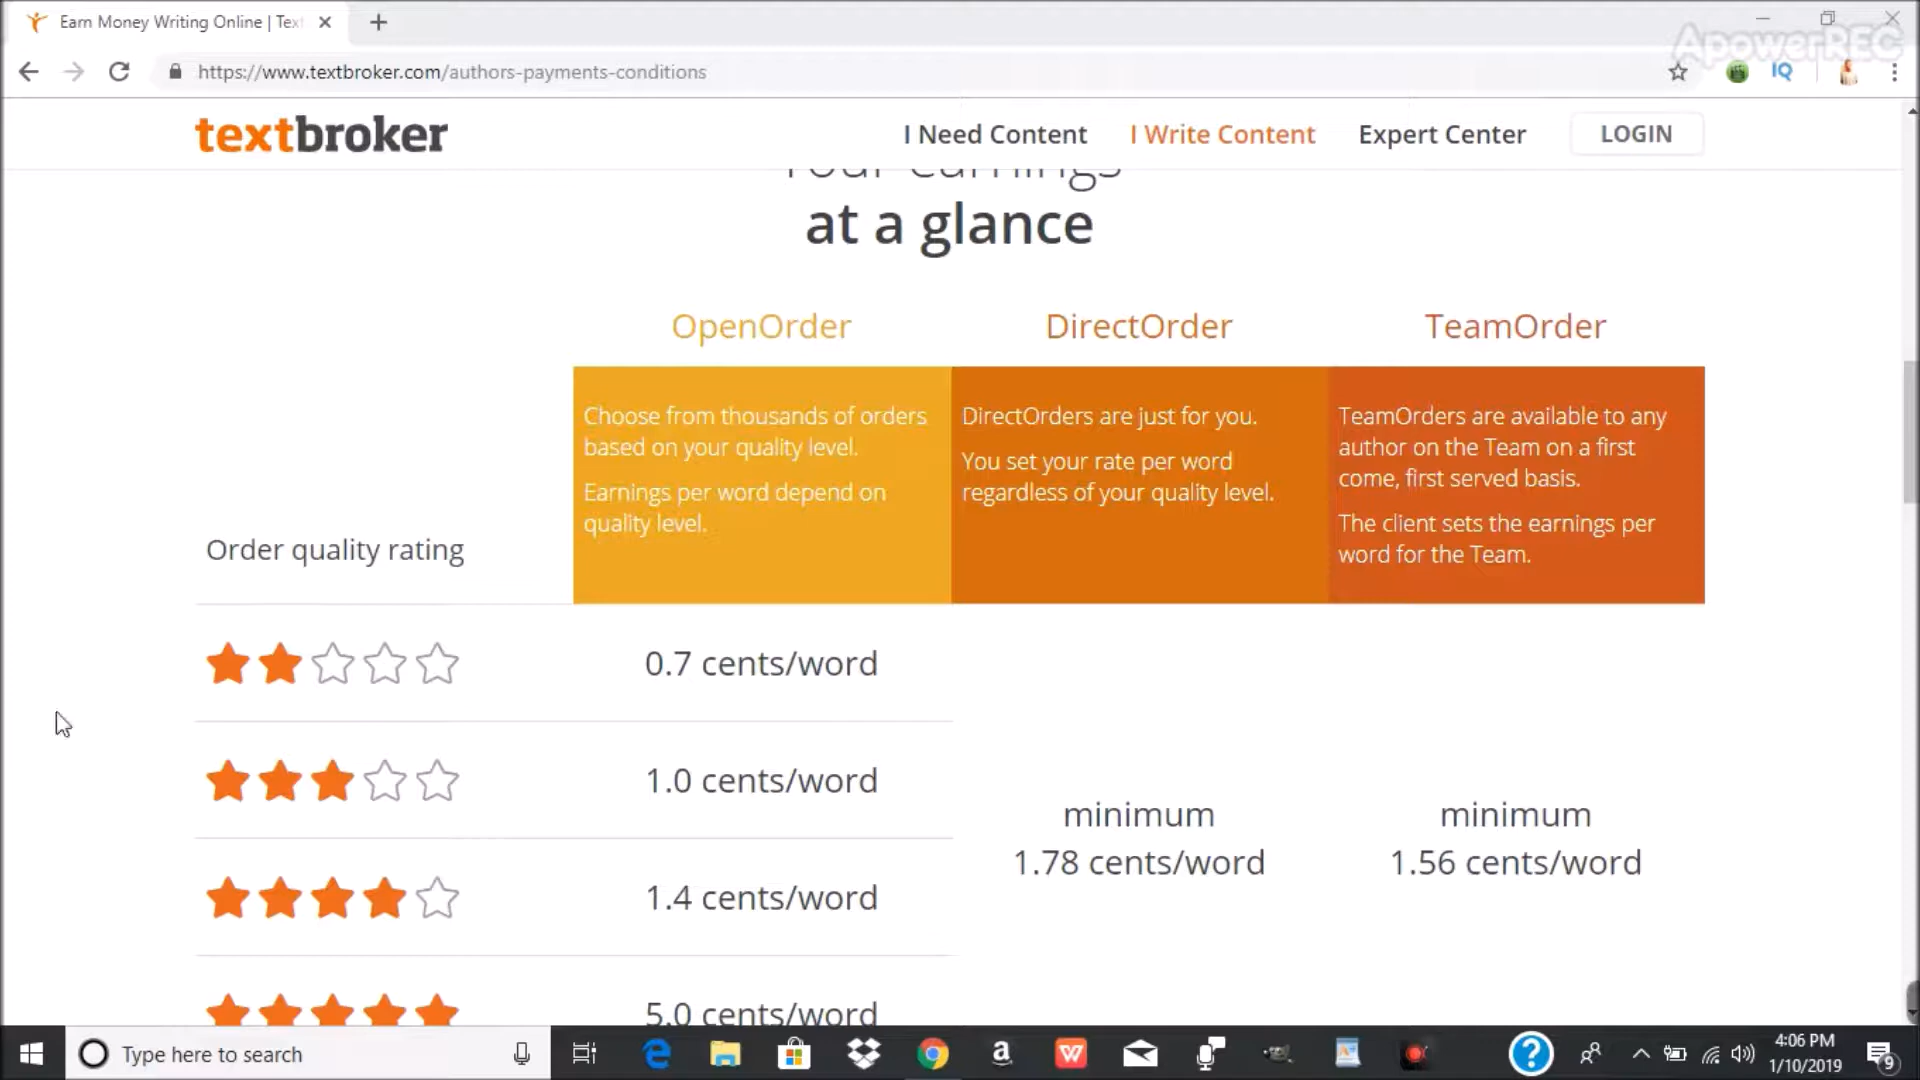 Earn Money Writing Online | Tex
ApowerREC
https://www.textbroker.com/authors-payments-conditions
IQ
textbroker
I Need Content
I Write Content
Expert Center
LOGIN
Your earnings
at a glance
OpenOrder
DirectOrder
TeamOrder
Choose from thousands of orders
based on your quality level.
Earnings per word depend on
quality level.
DirectOrders are just for you.
You set your rate per word
regardless of your quality level.
TeamOrders are available to any
author on the Team on a first
come, first served basis.
The client sets the earnings per
word for the Team.
Order quality rating
0.7 cents/word
1.0 cents/word
1.4 cents/word
5.0 cents/word
minimum
1.78 cents/word
minimum
1.56 cents/word
Type here to search
4:06 PM
1/10/2019
9